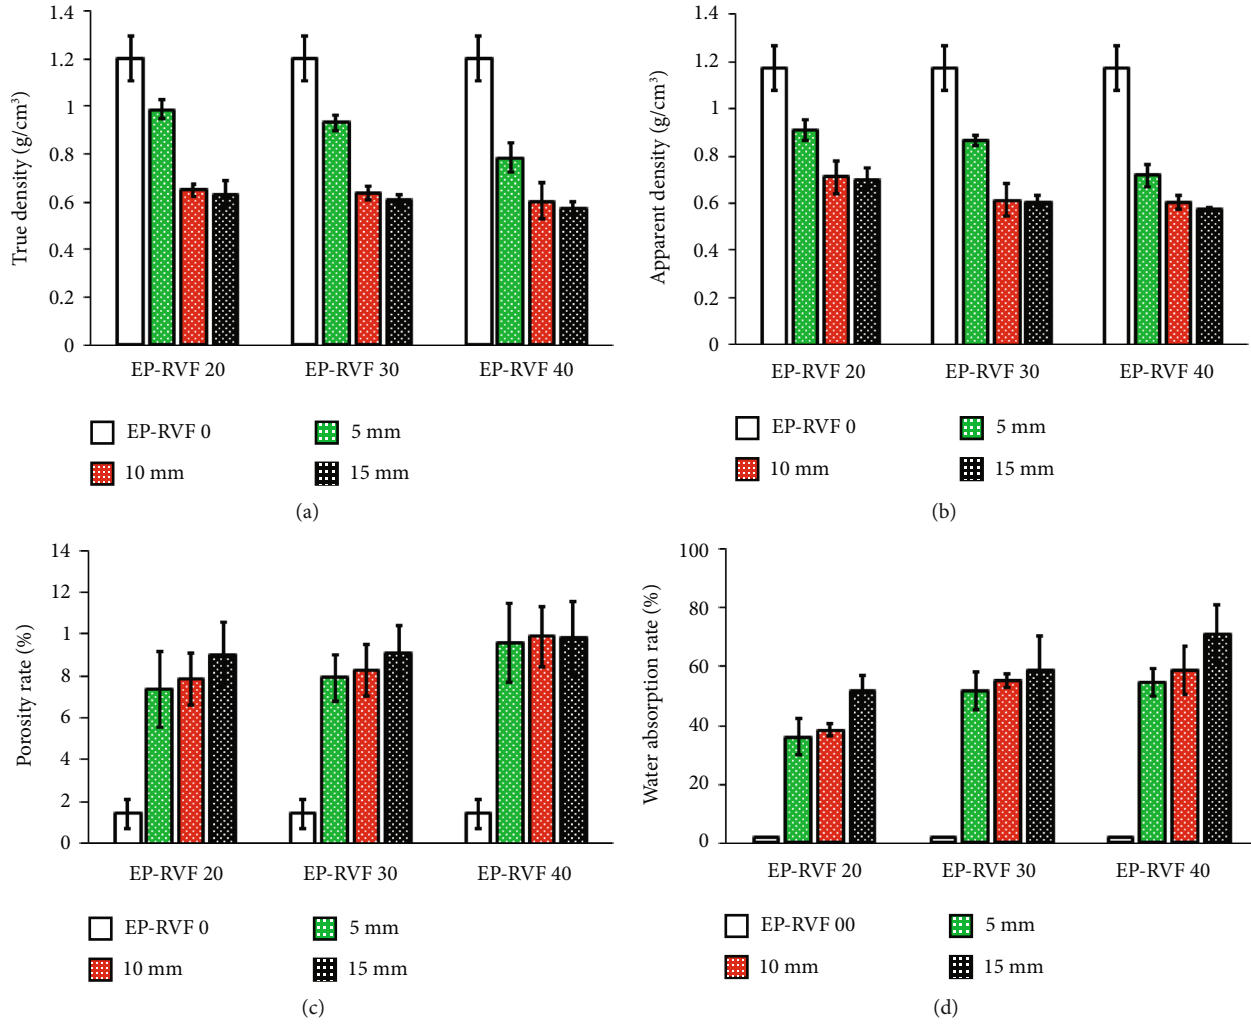 1.4
1.2
1
0.8
0.6
0.4
0.2
0
True density (g/cm³)
EP-RVF 20 EP-RVF 30 EP-RVF 40
EP-RVF 0 5 mm
10 mm 15 mm
(a)
1.4
1.2
1
0.8
0.6
0.4
0.2
0
Apparent density (g/cm³)
EP-RVF 20 EP-RVF 30 EP-RVF 40
EP-RVF 0 5 mm
10 mm 15 mm
(b)
14
12
1
8
6
4
2
0
Porosity rate (%)
EP-RVF 20 EP-RVF 30 EP-RVF 40
EP-RVF 0 5 mm
10 mm 15 mm
(c)
100
80
60
40
20
0
Water absorption rate (%)
EP-RVF 20 EP-RVF 30 EP-RVF 40
EP-RVF 00 5 mm
10 mm 15 mm
(d)